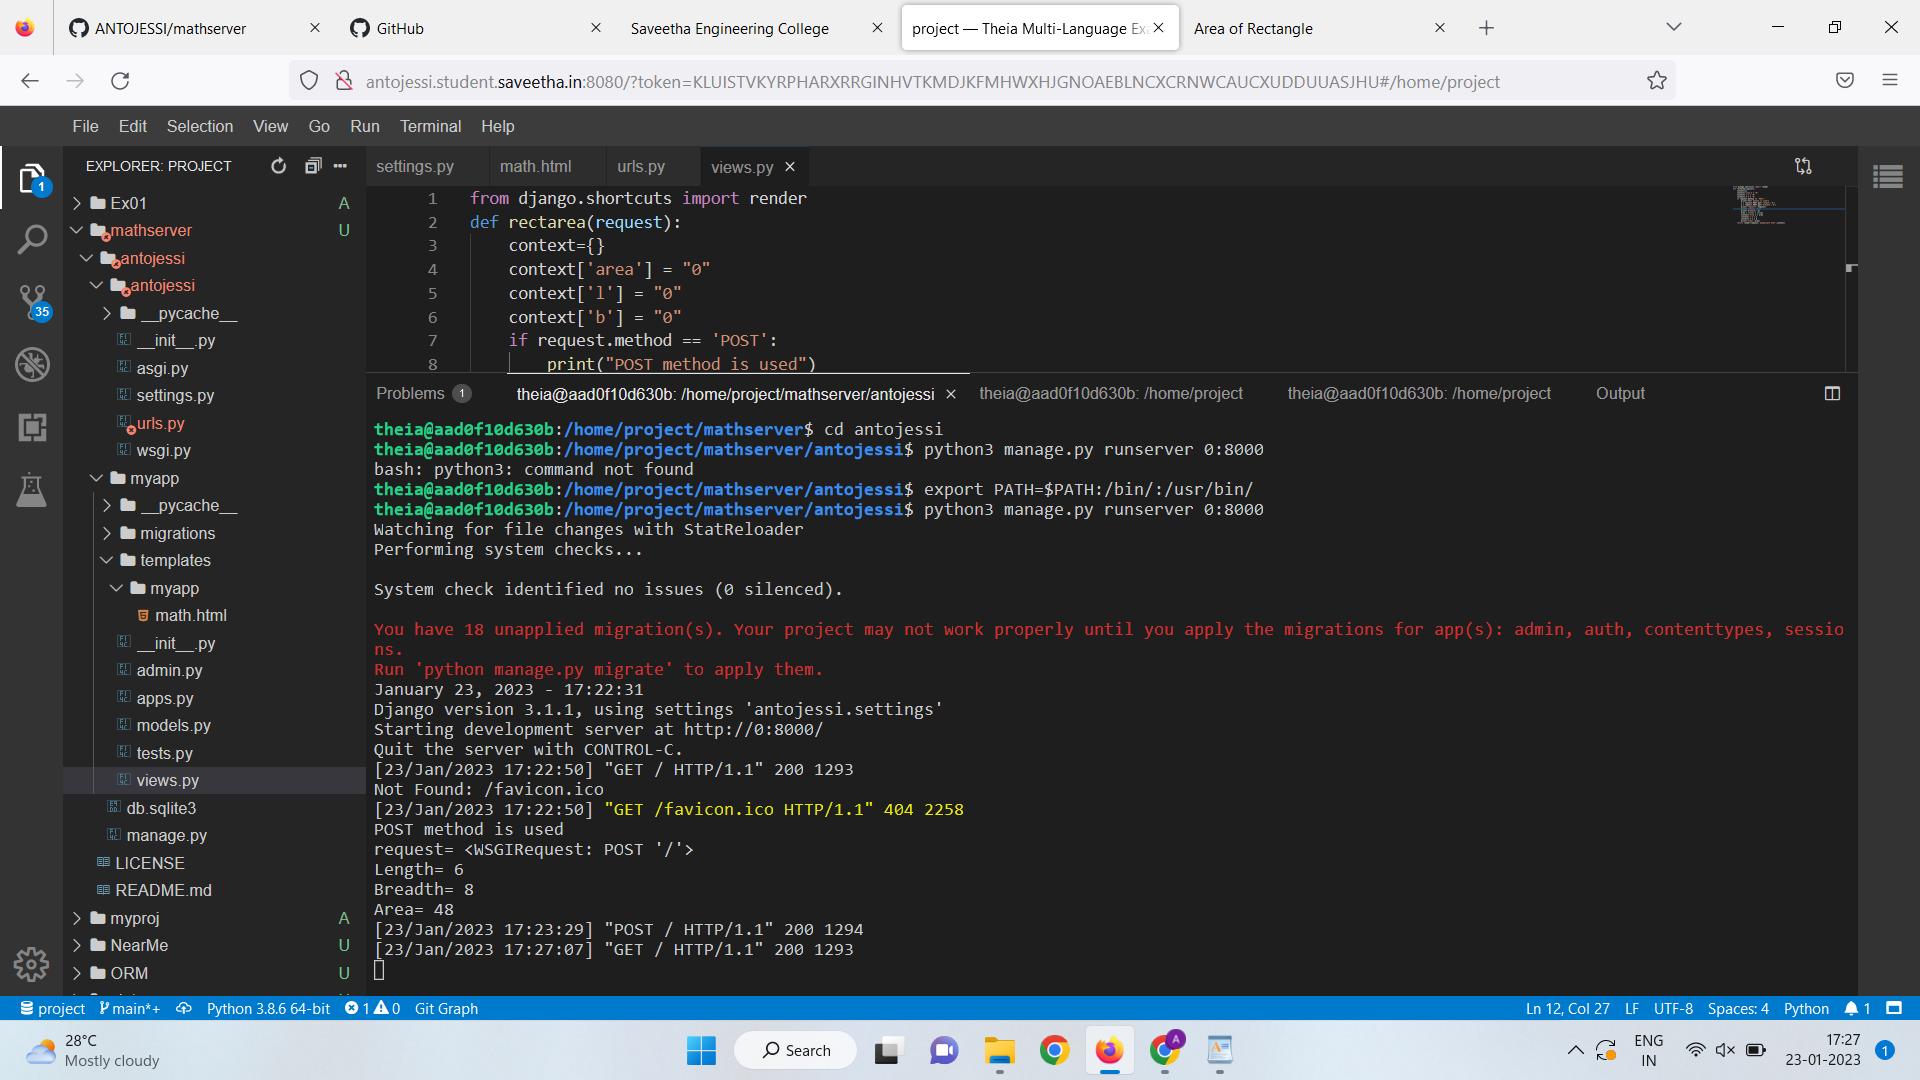 ANTOJESSI/mathserver
GitHub
Saveetha Engineering College
project — Theia Multi-Language Ex
Area of Rectangle
antojessi.student.saveetha.in:8080/?token=KLUISTVKYRPHARXRRGINHVTKMDJKFMHWXHJGNOAEBLNCXCRNWCAUCXUDDUUASJHU#/home/project
File Edit Selection View Go Run Terminal Help
EXPLORER: PROJECT
1
35
Ex01 A
mathserver U
antojessi
antojessi
__pycache__
__init__.py
asgi.py
settings.py
urls.py
wsgi.py
myapp
__pycache__
migrations
templates
myapp
math.html
__init__.py
admin.py
apps.py
models.py
tests.py
views.py
db.sqlite3
manage.py
LICENSE
README.md
myproj A
NearMe U
ORM U
settings.py math.html urls.py views.py
1 from django.shortcuts import render
2 def rectarea(request):
3 context={}
4 context['area'] = "0"
5 context['l'] = "0"
6 context['b'] = "0"
7 if request.method == 'POST':
8 print("POST method is used")
Problems 1 theia@aad0f10d630b: /home/project/mathserver/antojessi theia@aad0f10d630b: /home/project theia@aad0f10d630b: /home/project Output
theia@aad0f10d630b:/home/project/mathserver$ cd antojessi
theia@aad0f10d630b:/home/project/mathserver/antojessi$ python3 manage.py runserver 0:8000
bash: python3: command not found
theia@aad0f10d630b:/home/project/mathserver/antojessi$ export PATH=$PATH:/bin/:/usr/bin/
theia@aad0f10d630b:/home/project/mathserver/antojessi$ python3 manage.py runserver 0:8000
Watching for file changes with StatReloader
Performing system checks...
System check identified no issues (0 silenced).
You have 18 unapplied migration(s). Your project may not work properly until you apply the migrations for app(s): admin, auth, contenttypes, sessio
ns.
Run 'python manage.py migrate' to apply them.
January 23, 2023 - 17:22:31
Django version 3.1.1, using settings 'antojessi.settings'
Starting development server at http://0:8000/
Quit the server with CONTROL-C.
[23/Jan/2023 17:22:50] "GET / HTTP/1.1" 200 1293
Not Found: /favicon.ico
[23/Jan/2023 17:22:50] "GET /favicon.ico HTTP/1.1" 404 2258
POST method is used
request= <WSGIRequest: POST '/'>
Length= 6
Breadth= 8
Area= 48
[23/Jan/2023 17:23:29] "POST / HTTP/1.1" 200 1294
[23/Jan/2023 17:27:07] "GET / HTTP/1.1" 200 1293
project main*+ Python 3.8.6 64-bit 1 0 Git Graph
Ln 12, Col 27 LF UTF-8 Spaces: 4 Python 1
28°C
Mostly cloudy
Search
A
ENG
IN
17:27
23-01-2023
1